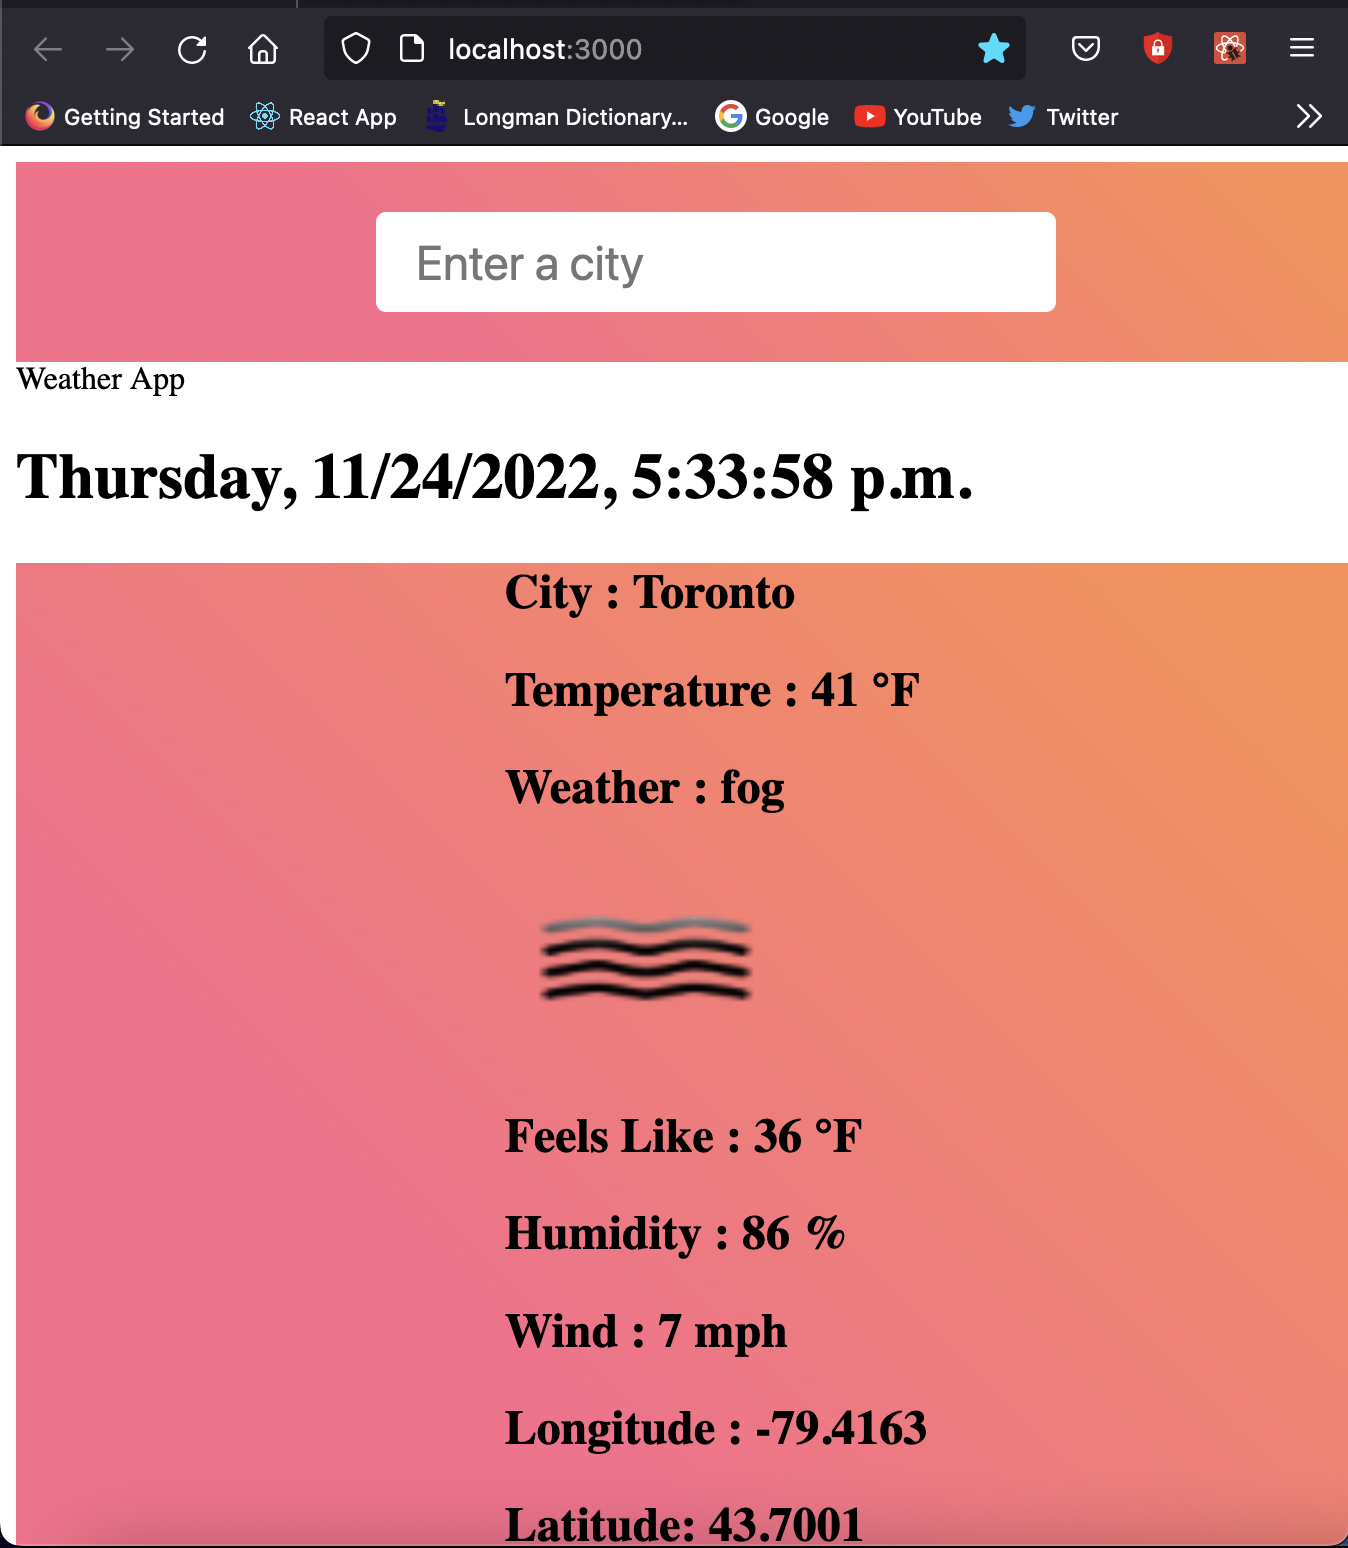 localhost:3000
Getting Started React App Longman Dictionary... Google YouTube Twitter
Enter a city
Weather App
Thursday, 11/24/2022, 5:33:58 p.m.
City : Toronto
Temperature : 41 °F
Weather : fog
Feels Like : 36 °F
Humidity : 86 %
Wind : 7 mph
Longitude : -79.4163
Latitude: 43.7001